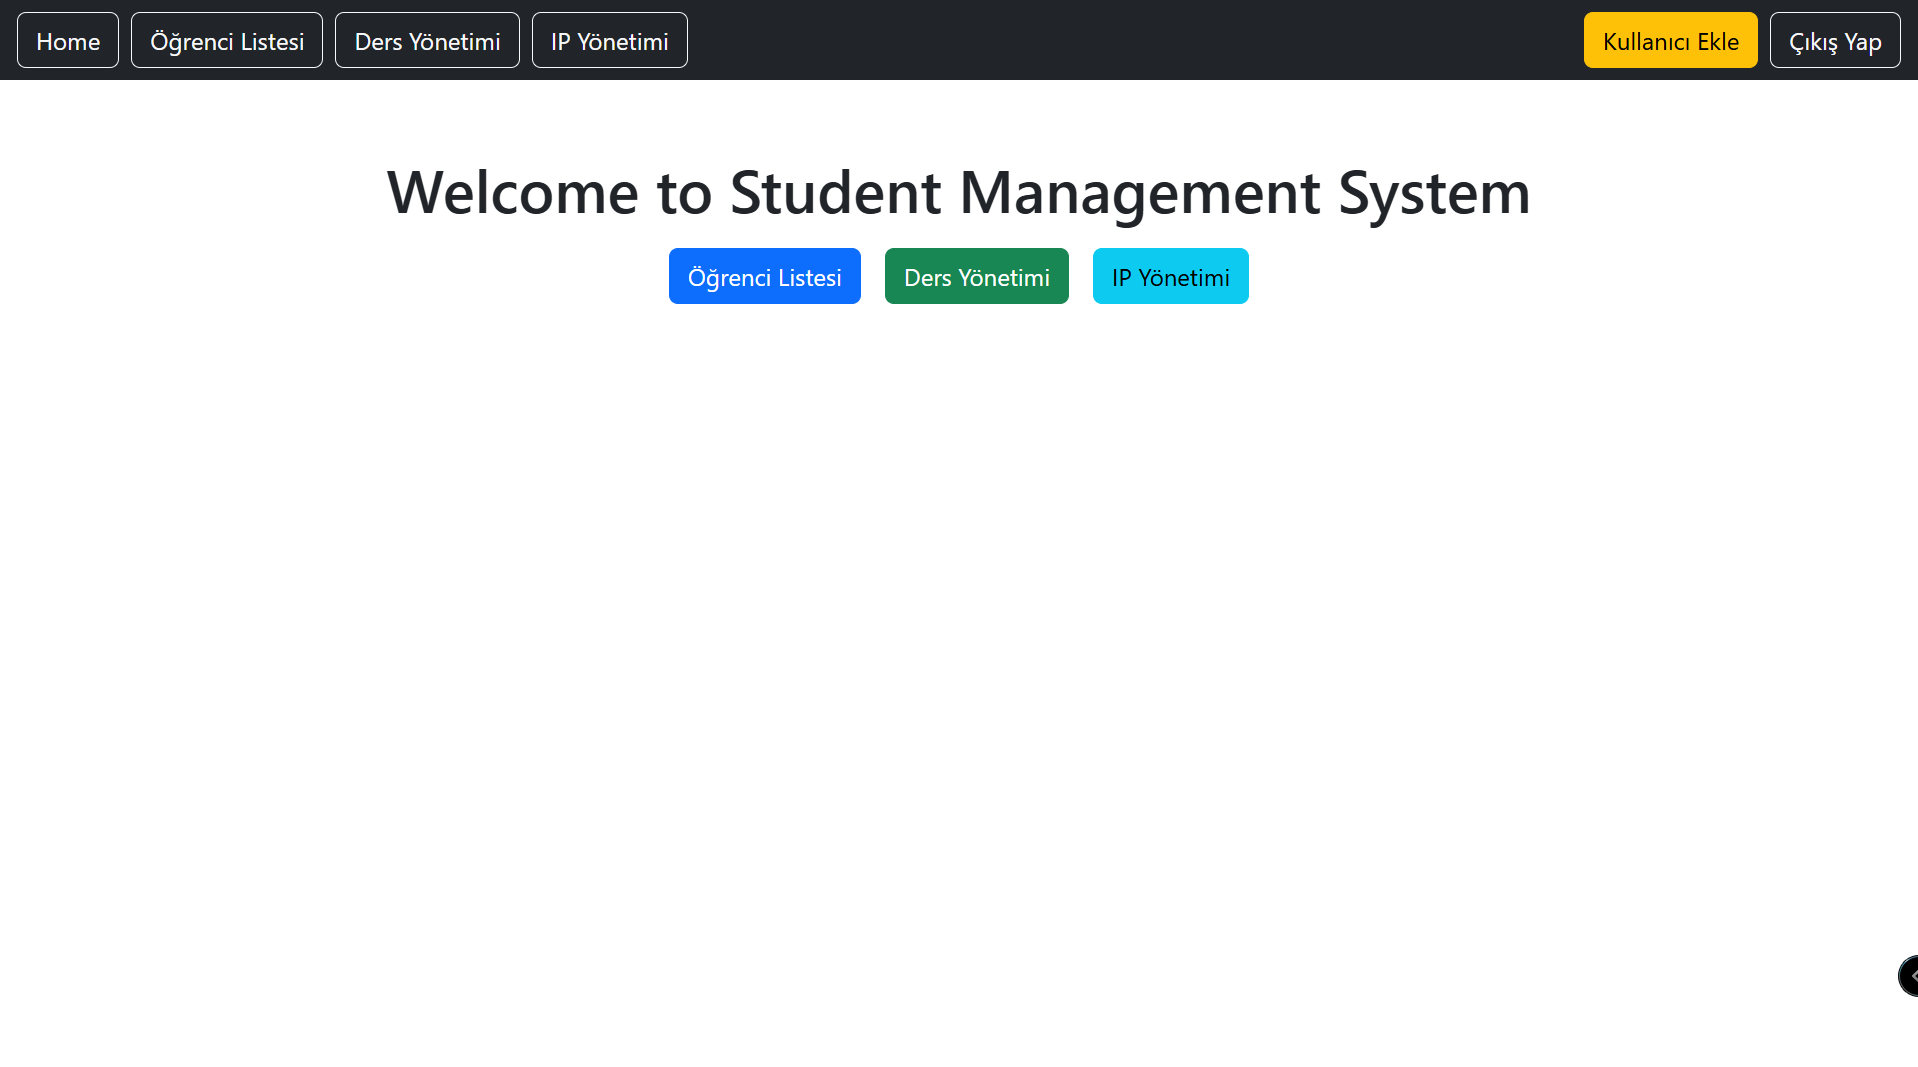 Home Öğrenci Listesi Ders Yönetimi IP Yönetimi Kullanıcı Ekle Çıkış Yap
Welcome to Student Management System
Öğrenci Listesi Ders Yönetimi IP Yönetimi